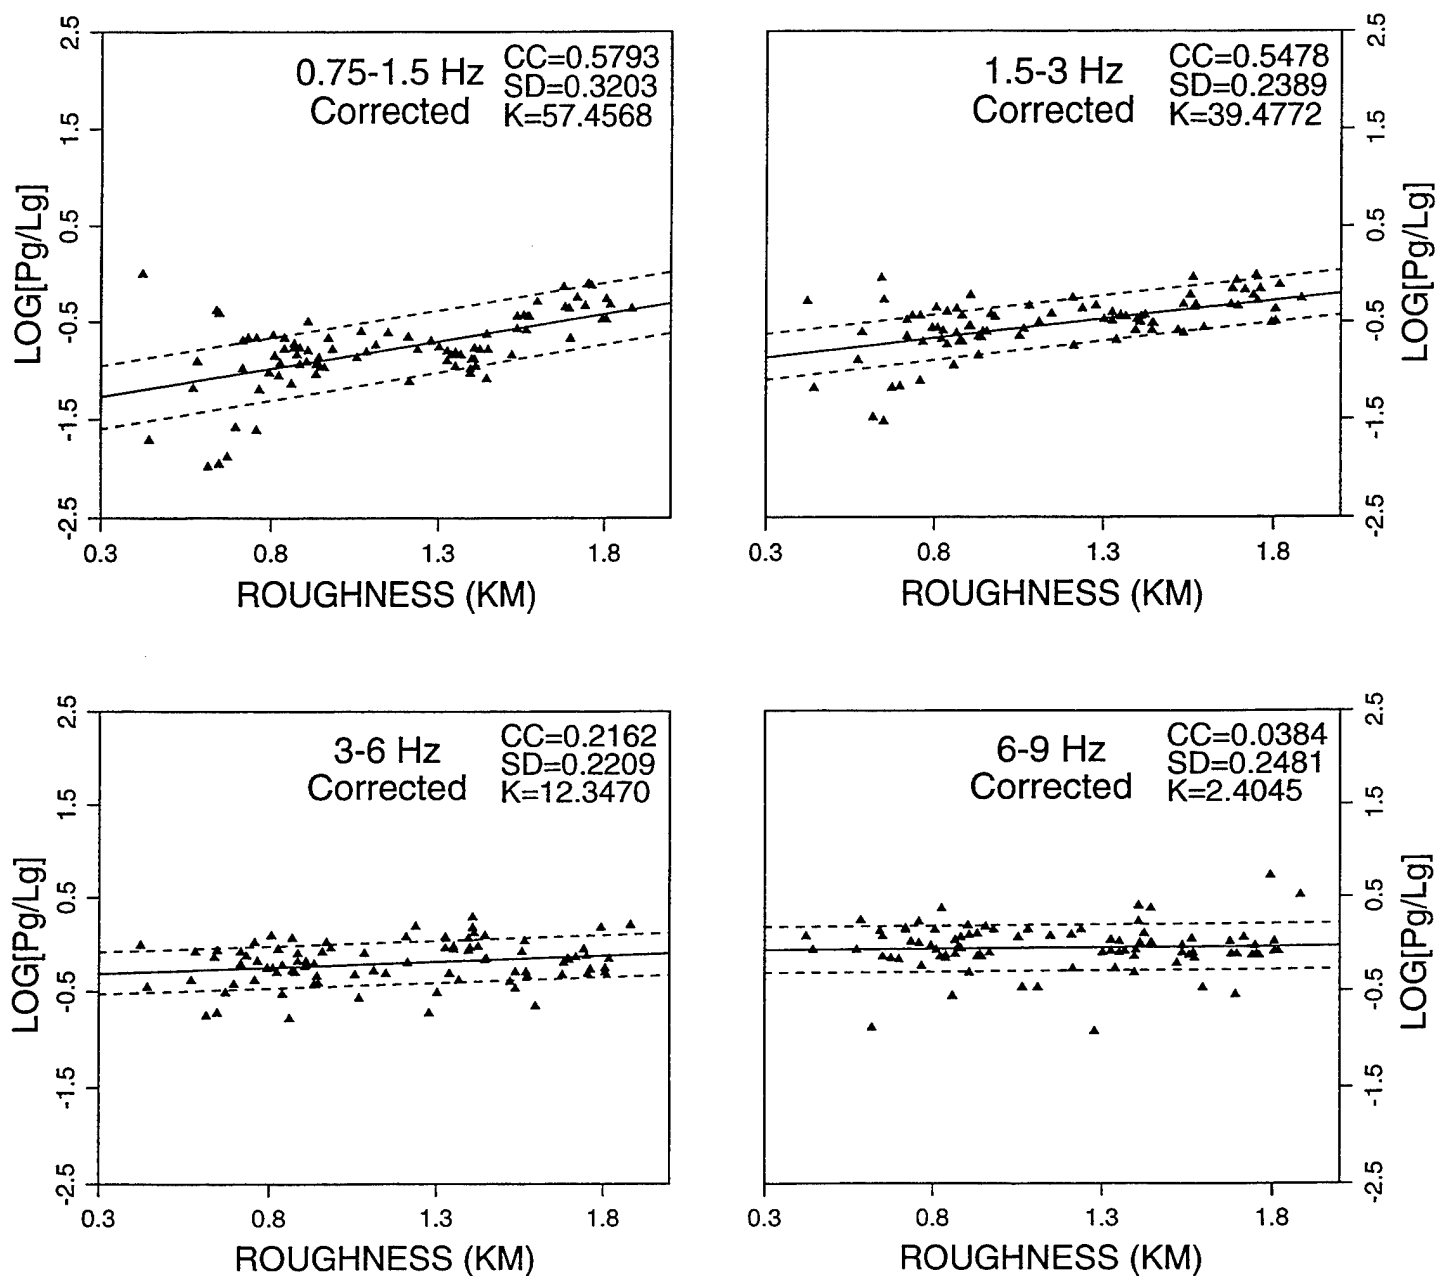 0.75-1.5 Hz
Corrected
CC=0.5793
SD=0.3203
K=57.4568
LOG[Pg/Lg]
2.5
1.5
0.5
-0.5
-1.5
-2.5
0.3
0.8
1.3
1.8
ROUGHNESS (KM)
1.5-3 Hz
Corrected
CC=0.5478
SD=0.2389
K=39.4772
LOG[Pg/Lg]
2.5
1.5
0.5
-0.5
-1.5
-2.5
0.3
0.8
1.3
1.8
ROUGHNESS (KM)
3-6 Hz
Corrected
CC=0.2162
SD=0.2209
K=12.3470
LOG[Pg/Lg]
2.5
1.5
0.5
-0.5
-1.5
-2.5
0.3
0.8
1.3
1.8
ROUGHNESS (KM)
6-9 Hz
Corrected
CC=0.0384
SD=0.2481
K=2.4045
LOG[Pg/Lg]
2.5
1.5
0.5
-0.5
-1.5
-2.5
0.3
0.8
1.3
1.8
ROUGHNESS (KM)